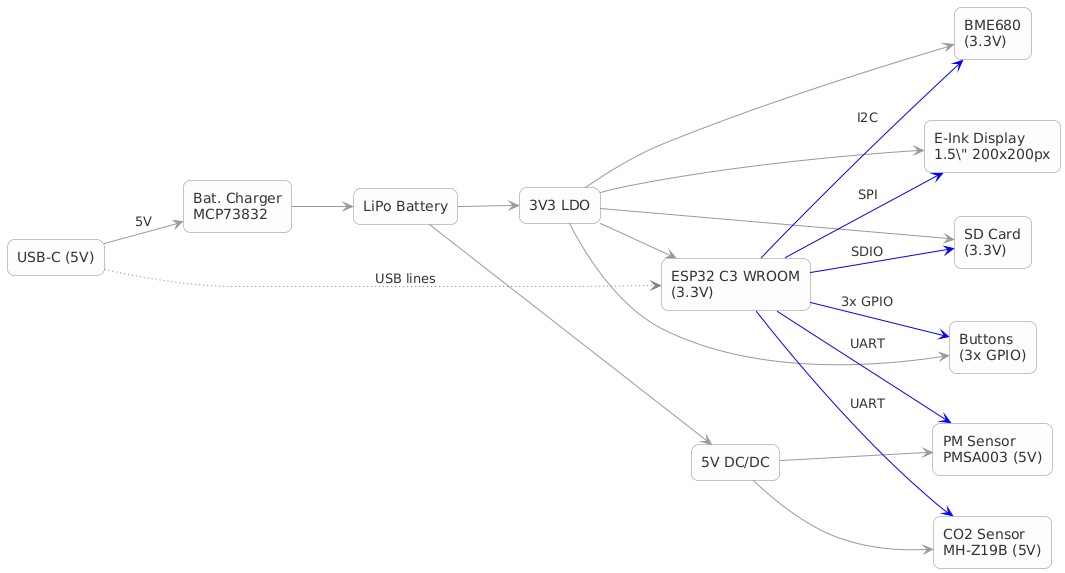 BME680
(3.3V)
I2C
E-Ink Display
1.5\" 200x200px
Bat. Charger
MCP73832
LiPo Battery
3V3 LDO
SPI
5V
USB-C (5V)
SD Card
(3.3V)
SDIO
USB lines
ESP32 C3 WROOM
(3.3V)
3x GPIO
Buttons
(3x GPIO)
UART
UART
5V DC/DC
PM Sensor
PMSA003 (5V)
CO2 Sensor
MH-Z19B (5V)